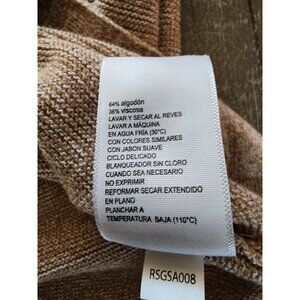 64% algodón
36% viscosa
LAVAR Y SECAR AL REVES
LAVAR A MÁQUINA
EN AGUA FRÍA (30°C)
CON COLORES SIMILARES
CON JABON SUAVE
CICLO DELICADO
BLANQUEADOR SIN CLORO
CUANDO SEA NECESARIO
NO EXPRIMIR
REFORMAR SECAR EXTENDIDO
EN PLANO
PLANCHAR A
TEMPERATURA BAJA (110°C)
RSGSA008